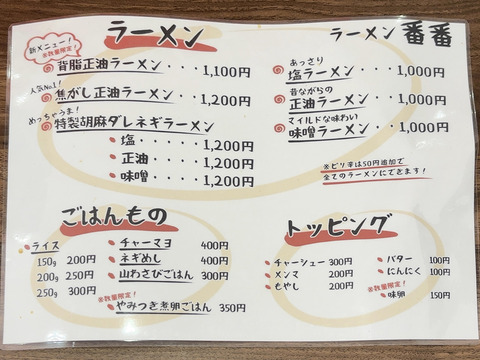 ラーメン
ラーメン 番番
新メニュー!
※数量限定!
背脂正油ラーメン・・・1,100円
人気No.1!
焦がし正油ラーメン・・・1,200円
めっちゃうま!
特製胡麻ダレネギラーメン
塩・・・・・1,200円
正油・・・・1,200円
味噌・・・・1,200円
あっさり
塩ラーメン・・・・1,000円
昔ながらの
正油ラーメン・・・1,000円
マイルドな味わい
味噌ラーメン・・・1,000円
※ピリ辛は50円追加で
全てのラーメンにできます!
ごはんもの
ライス
150g 200円
200g 250円
250g 300円
チャーマヨ 400円
ネギめし 400円
山わさびごはん 300円
※数量限定!
やみつき煮卵ごはん 350円
トッピング
チャーシュー 300円
メンマ 200円
もやし 200円
バター 100円
にんにく 100円
※数量限定!
味卵 150円